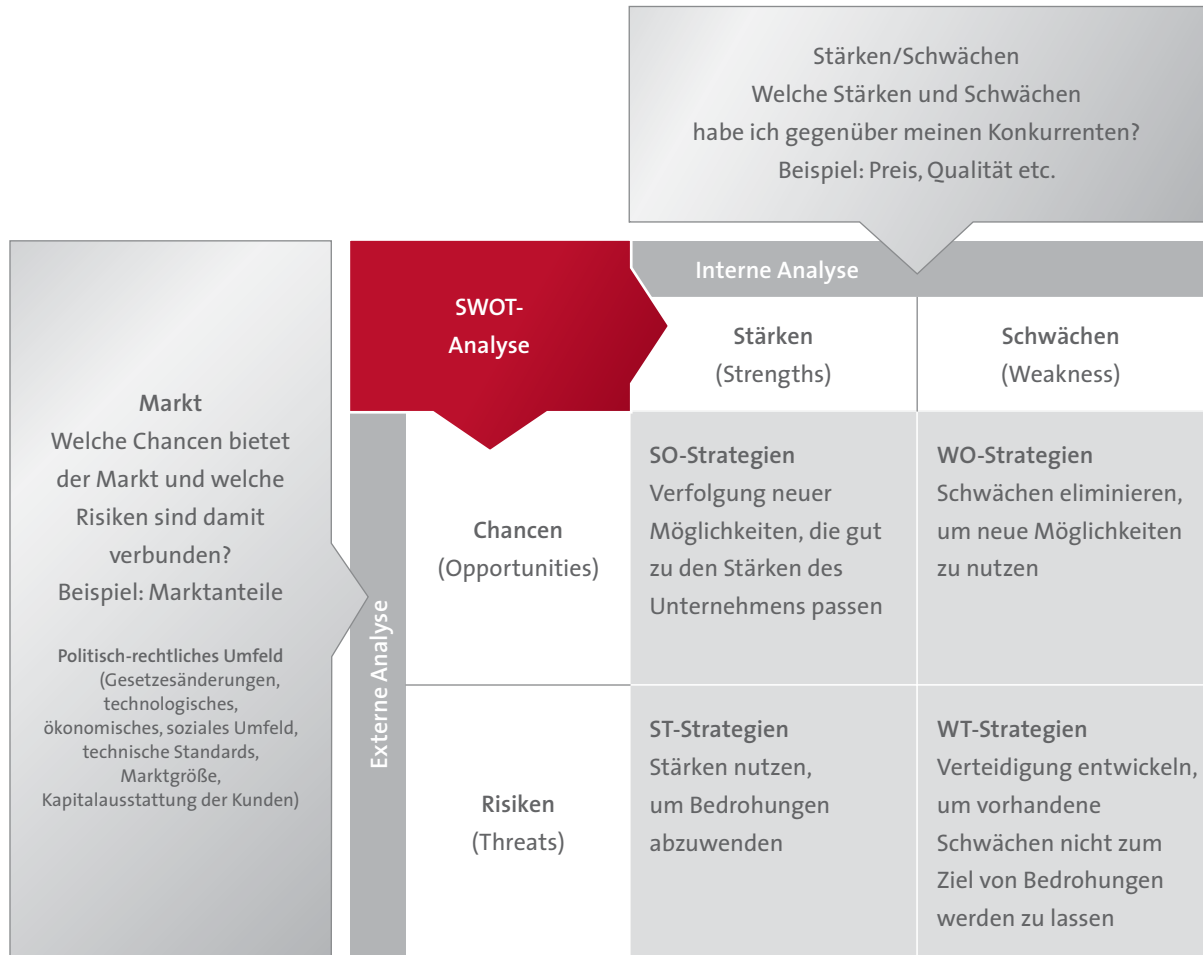 Stärken/Schwächen
Welche Stärken und Schwächen
habe ich gegenüber meinen Konkurrenten?
Beispiel: Preis, Qualität etc.
Markt
Welche Chancen bietet
der Markt und welche
Risiken sind damit
verbunden?
Beispiel: Marktanteile
Politisch-rechtliches Umfeld
(Gesetzesänderungen,
technologisches,
ökonomisches, soziales Umfeld,
technische Standards,
Marktgröße,
Kapitalausstattung der Kunden)
SWOT-
Analyse
Interne Analyse
Stärken
(Strengths)
Schwächen
(Weakness)
Externe Analyse
Chancen
(Opportunities)
SO-Strategien
Verfolgung neuer
Möglichkeiten, die gut
zu den Stärken des
Unternehmens passen
WO-Strategien
Schwächen eliminieren,
um neue Möglichkeiten
zu nutzen
Risiken
(Threats)
ST-Strategien
Stärken nutzen,
um Bedrohungen
abzuwenden
WT-Strategien
Verteidigung entwickeln,
um vorhandene
Schwächen nicht zum
Ziel von Bedrohungen
werden zu lassen